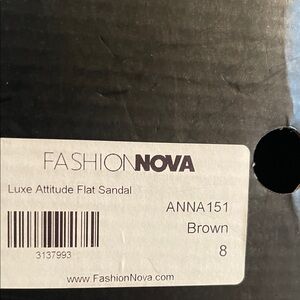 FASHIONNOVA
Luxe Attitude Flat Sandal
ANNA151
Brown
8
3137993
www.FashionNova.com